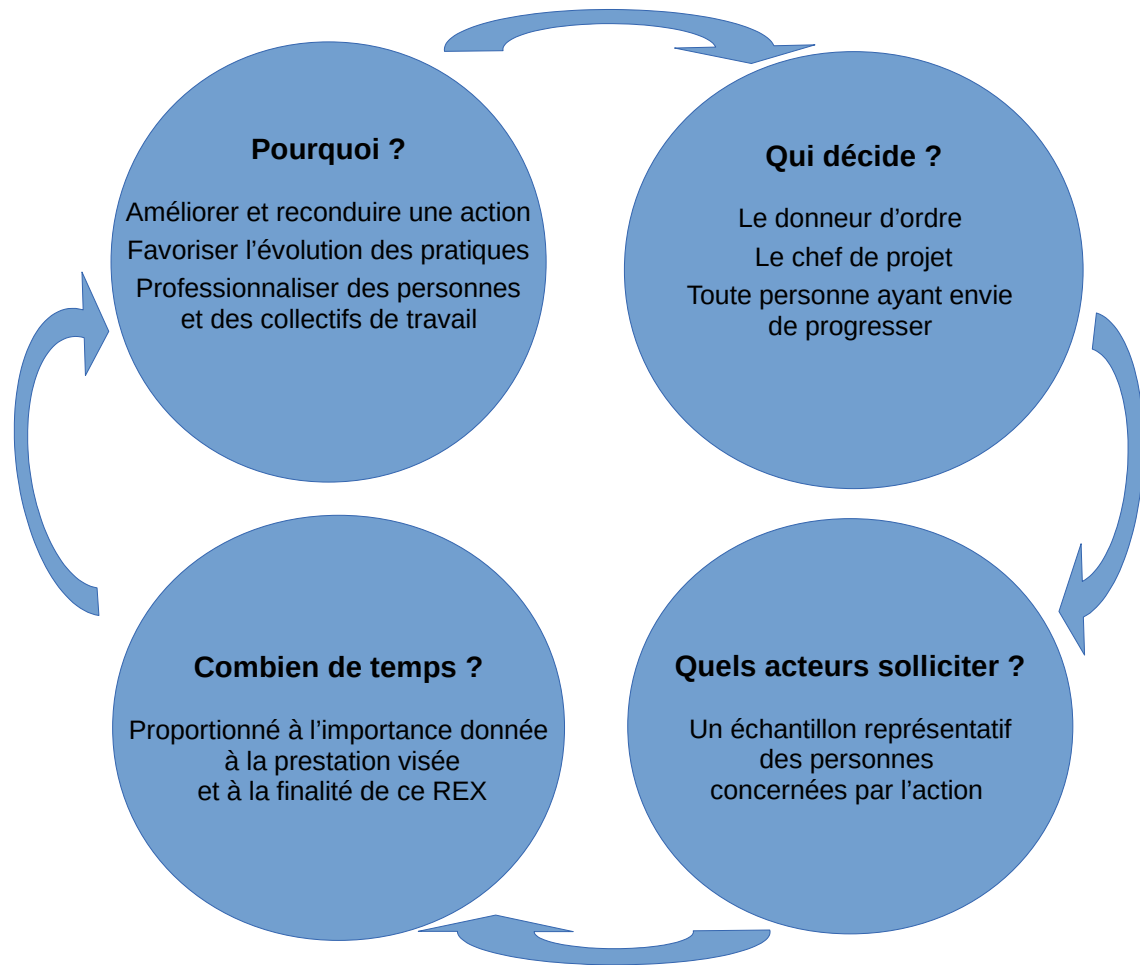 Pourquoi ?
Améliorer et reconduire une action
Favoriser l’évolution des pratiques
Professionnaliser des personnes
et des collectifs de travail
Qui décide ?
Le donneur d’ordre
Le chef de projet
Toute personne ayant envie
de progresser
Quels acteurs solliciter ?
Un échantillon représentatif
des personnes
concernées par l’action
Combien de temps ?
Proportionné à l’importance donnée
à la prestation visée
et à la finalité de ce REX